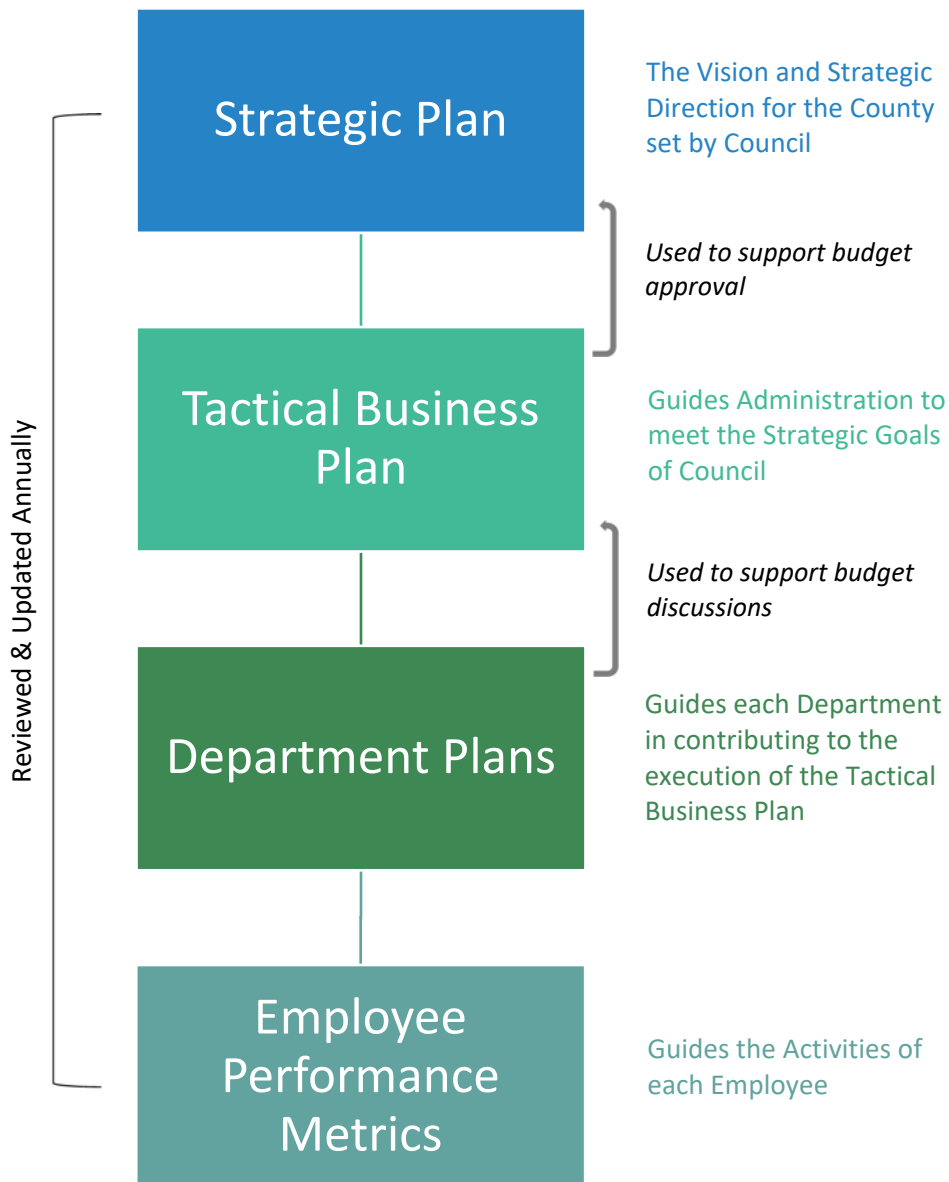 Strategic Plan
The Vision and Strategic
Direction for the County
set by Council
Used to support budget
approval
Tactical Business
Plan
Guides Administration to
meet the Strategic Goals
of Council
Used to support budget
discussions
Reviewed & Updated Annually
Department Plans
Guides each Department
in contributing to the
execution of the Tactical
Business Plan
Employee
Performance
Metrics
Guides the Activities of
each Employee